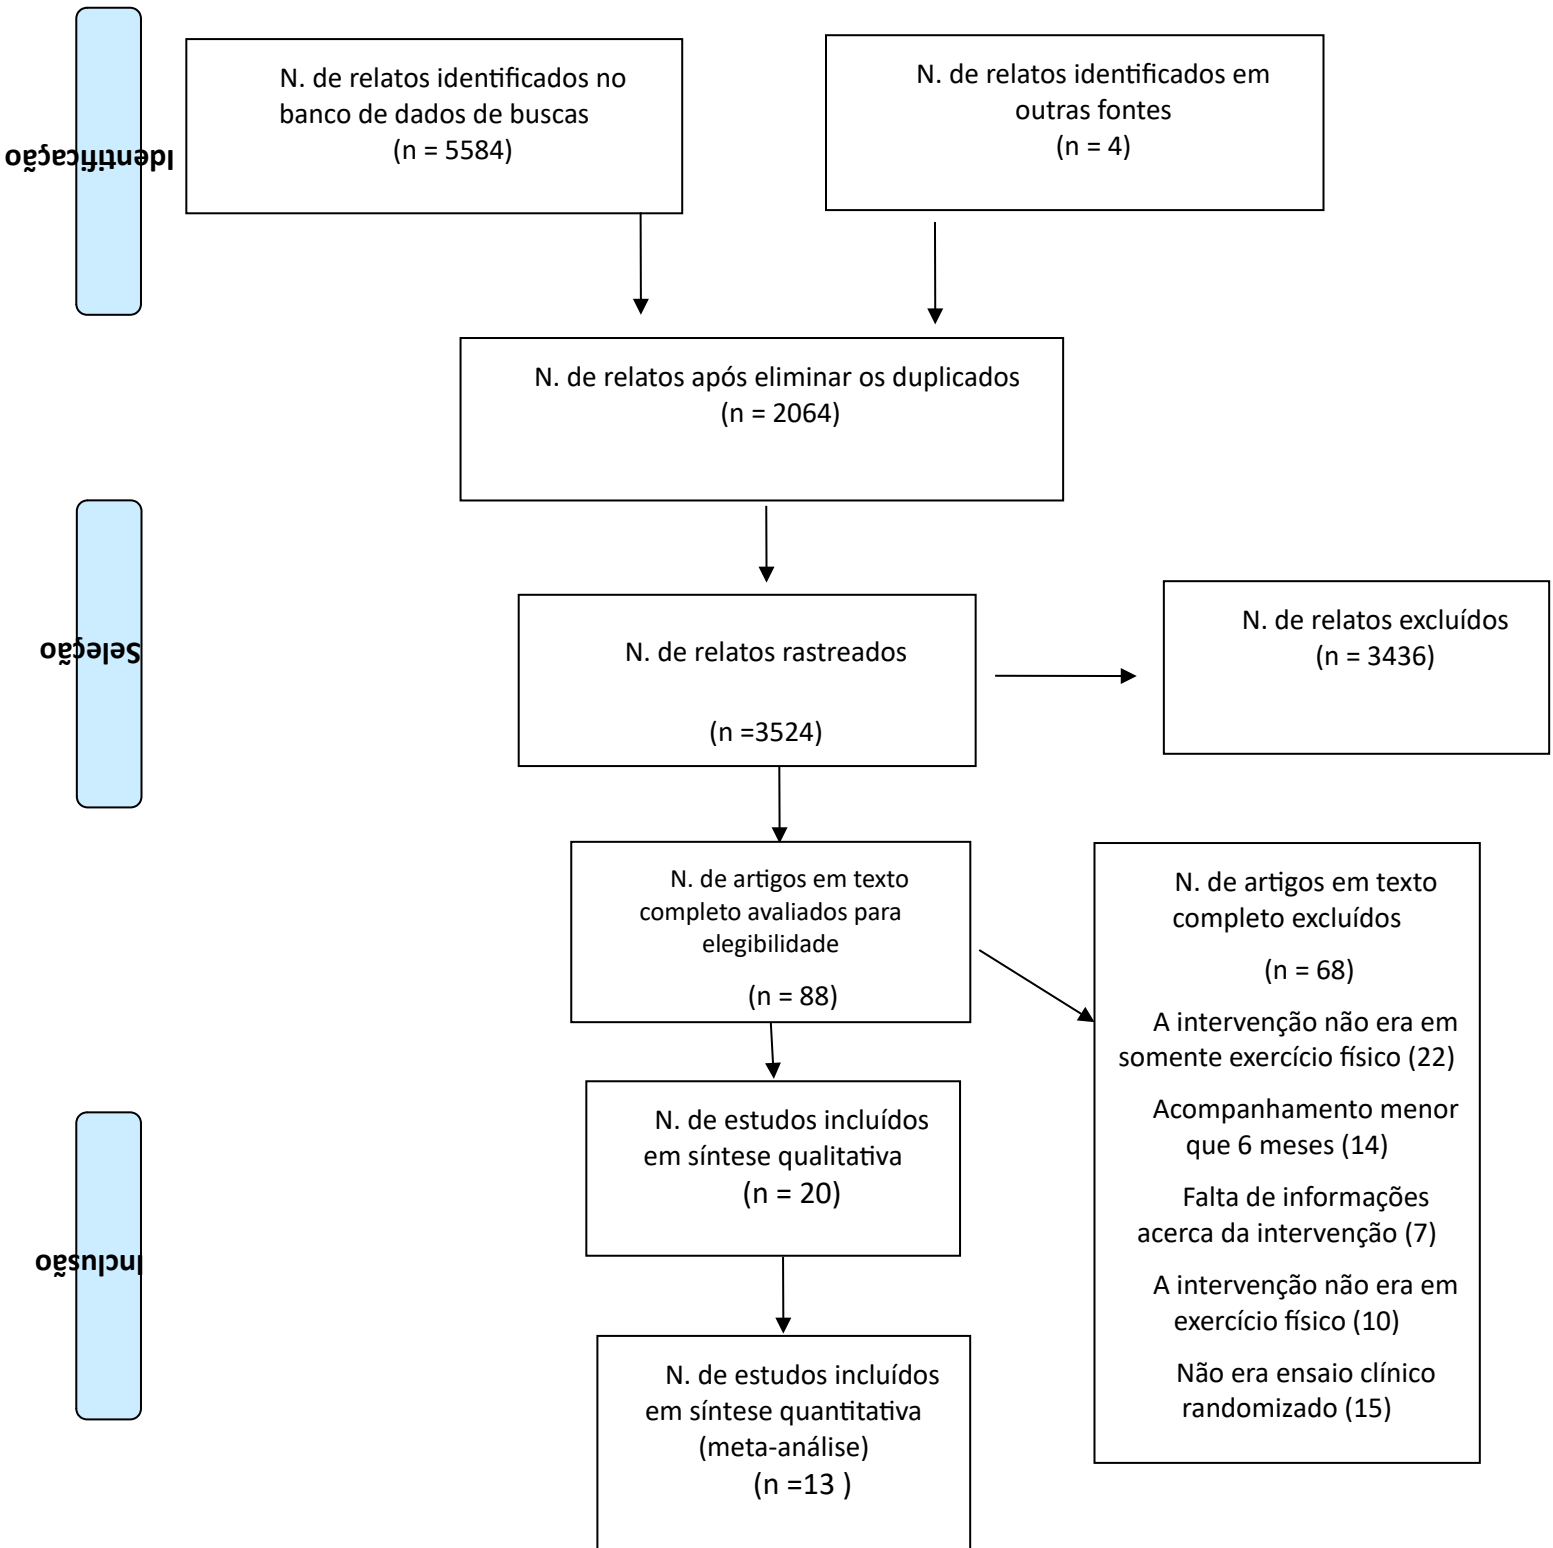 Identificação
N. de relatos identificados no
banco de dados de buscas
(n = 5584)
N. de relatos identificados em
outras fontes
(n = 4)
N. de relatos após eliminar os duplicados
(n = 2064)
Seleção
N. de relatos rastreados
(n =3524)
N. de relatos excluídos
(n = 3436)
N. de artigos em texto
completo avaliados para
elegibilidade
(n = 88)
N. de artigos em texto
completo excluídos
(n = 68)
A intervenção não era em
somente exercício físico (22)
Acompanhamento menor
que 6 meses (14)
Falta de informações
acerca da intervenção (7)
A intervenção não era em
exercício físico (10)
Não era ensaio clínico
randomizado (15)
Inclusão
N. de estudos incluídos
em síntese qualitativa
(n = 20)
N. de estudos incluídos
em síntese quantitativa
(meta-análise)
(n =13 )